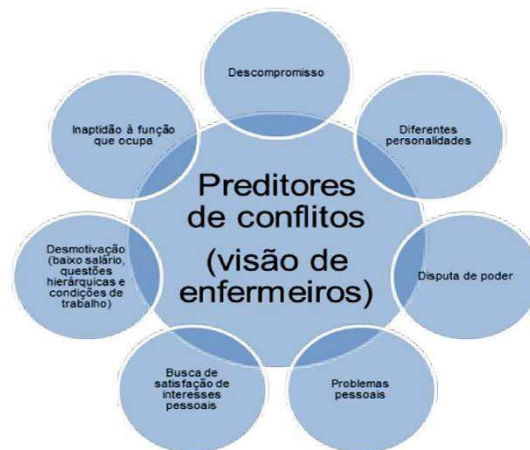 Descompromisso
Diferentes
personalidades
Disputa de poder
Problemas
pessoais
Busca de
satisfação de
interesses
pessoais
Desmotivação
(baixo salário,
questões
hierárquicas e
condições de
trabalho)
Inaptidão à função
que ocupa
Preditores
de conflitos
(visão de
enfermeiros)